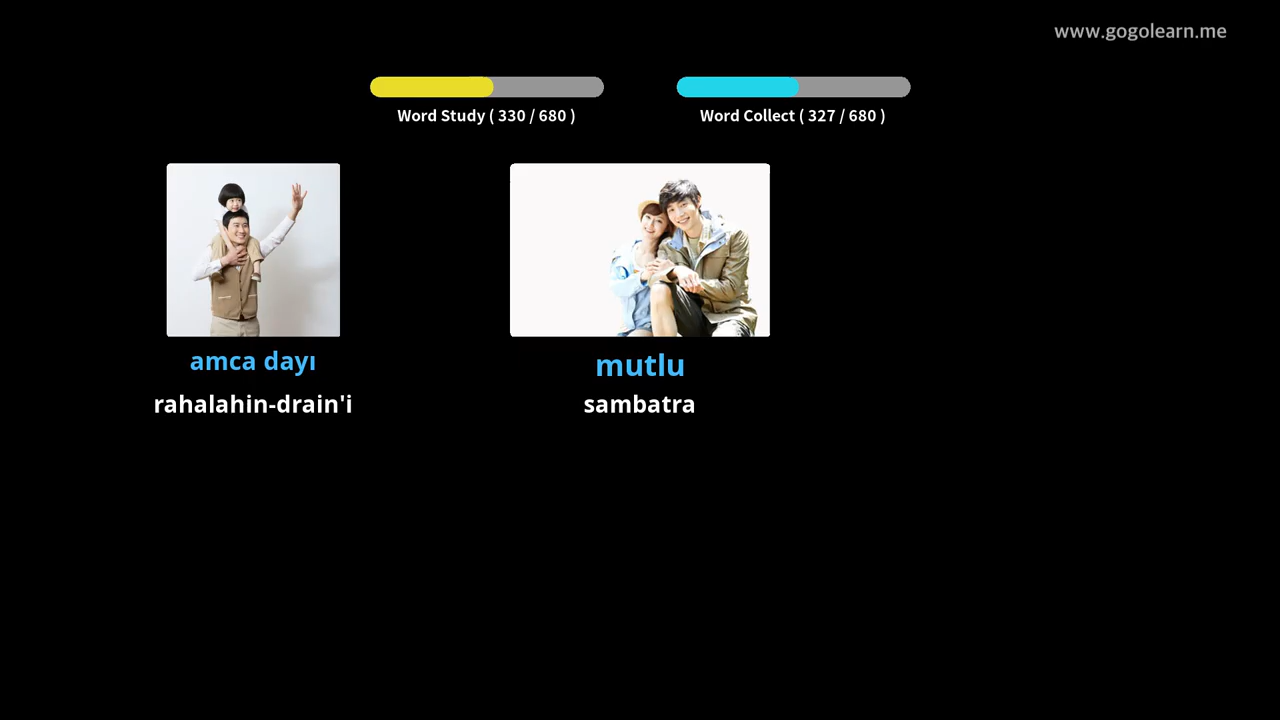 www.gogolearn.me
Word Study ( 330 / 680 )
Word Collect ( 327 / 680 )
amca dayı
rahalahin-drain'i
mutlu
sambatra